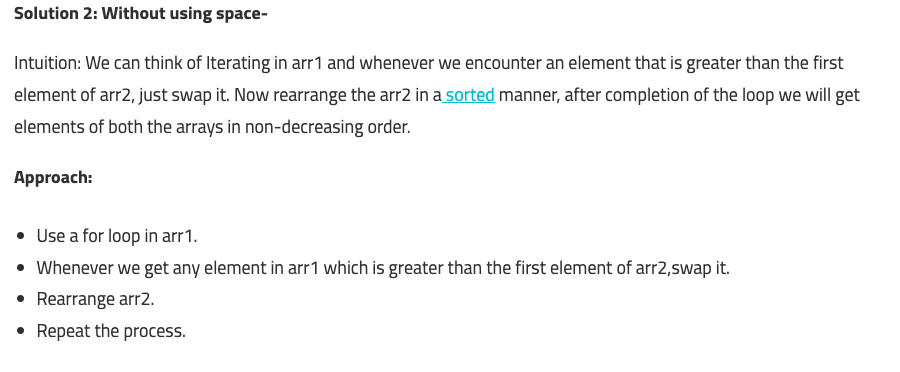 Solution 2: Without using space-
Intuition: We can think of Iterating in arr1 and whenever we encounter an element that is greater than the first
element of arr2, just swap it. Now rearrange the arr2 in a sorted manner, after completion of the loop we will get
elements of both the arrays in non-decreasing order.
Approach:
• Use a for loop in arr1.
• Whenever we get any element in arr1 which is greater than the first element of arr2,swap it.
• Rearrange arr2.
• Repeat the process.